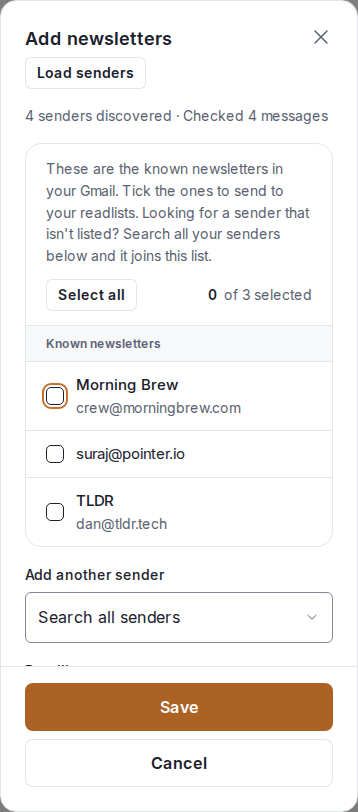 Add newsletters
Load senders
4 senders discovered · Checked 4 messages
These are the known newsletters in
your Gmail. Tick the ones to send to
your readlists. Looking for a sender that
isn't listed? Search all your senders
below and it joins this list.
Select all
0 of 3 selected
Known newsletters
Morning Brew
crew@morningbrew.com
suraj@pointer.io
TLDR
dan@tldr.tech
Add another sender
Search all senders
Save
Cancel